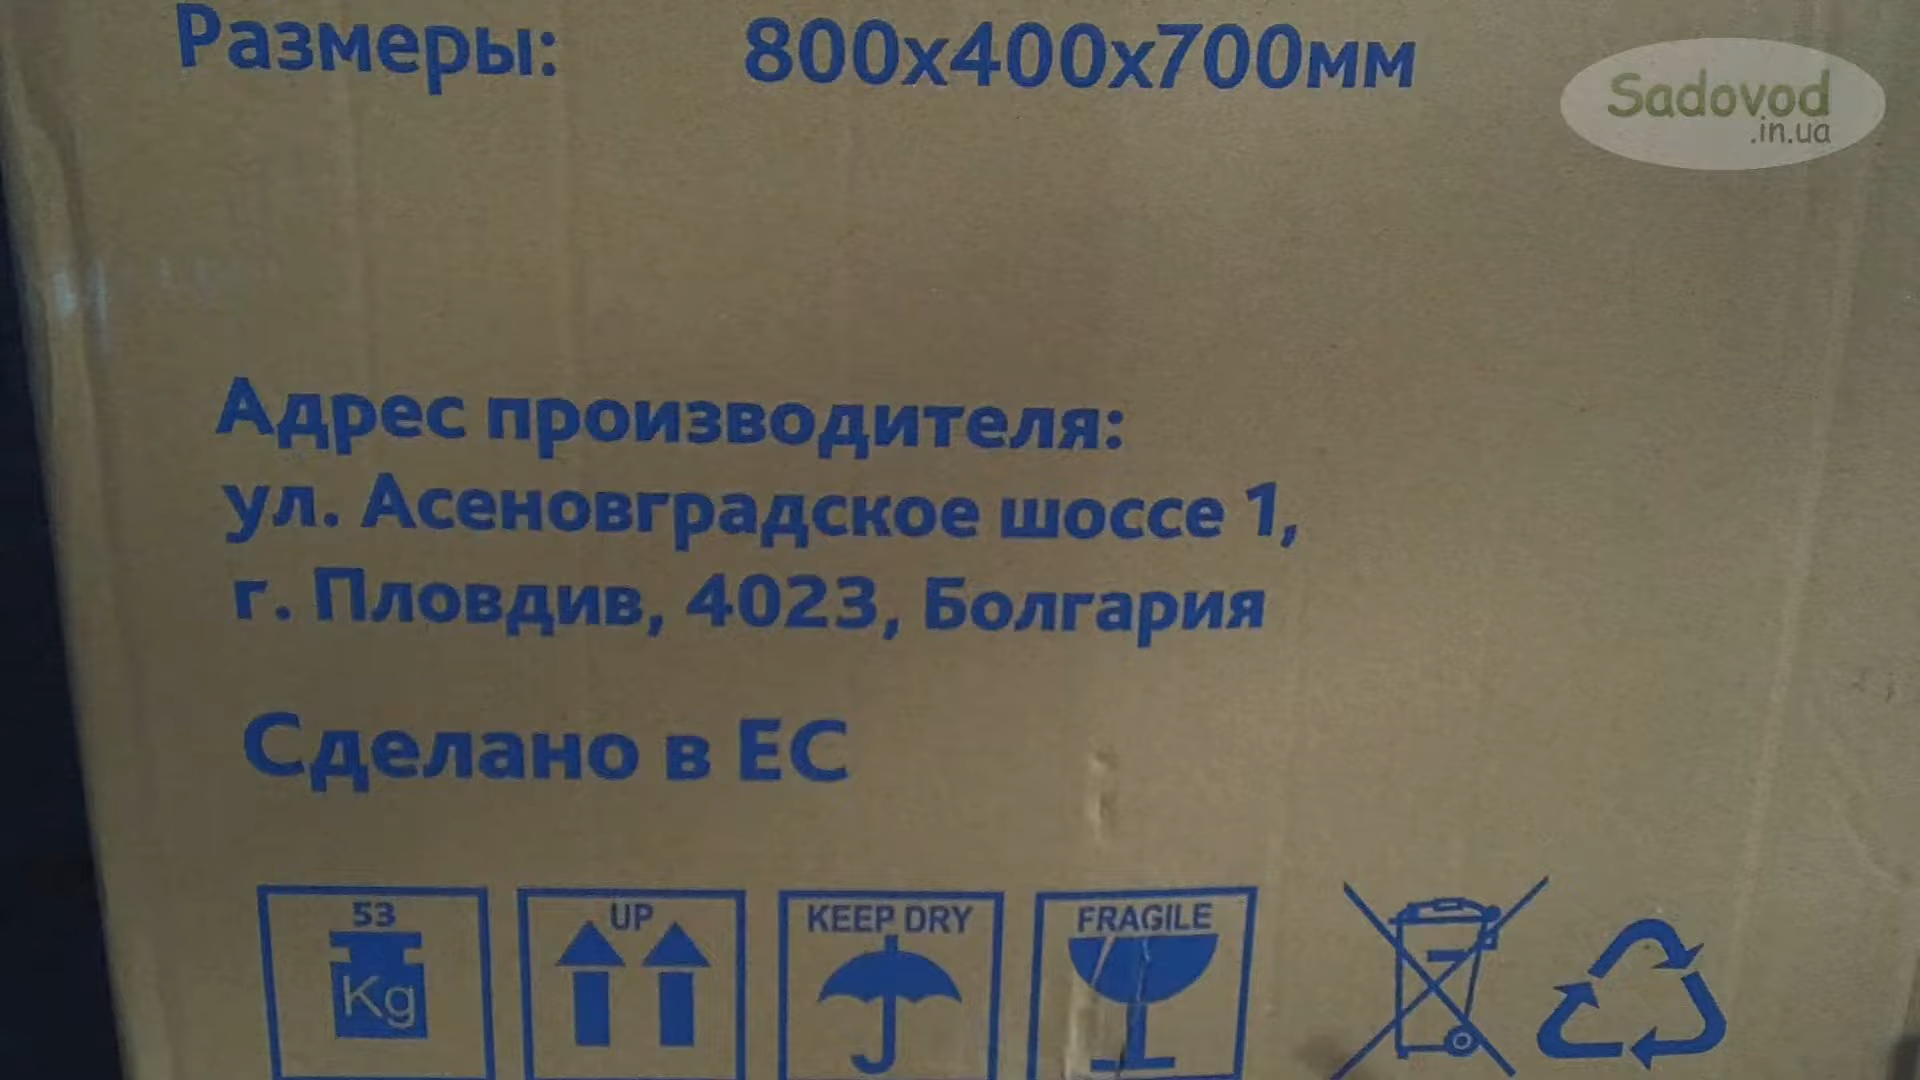 Размеры: 800х400х700мм
Sadovod
.in.ua
Адрес производителя:
ул. Асеновградское шоссе 1,
г. Пловдив, 4023, Болгария
Сделано в ЕС
53 UP KEEP DRY FRAGILE
Kg